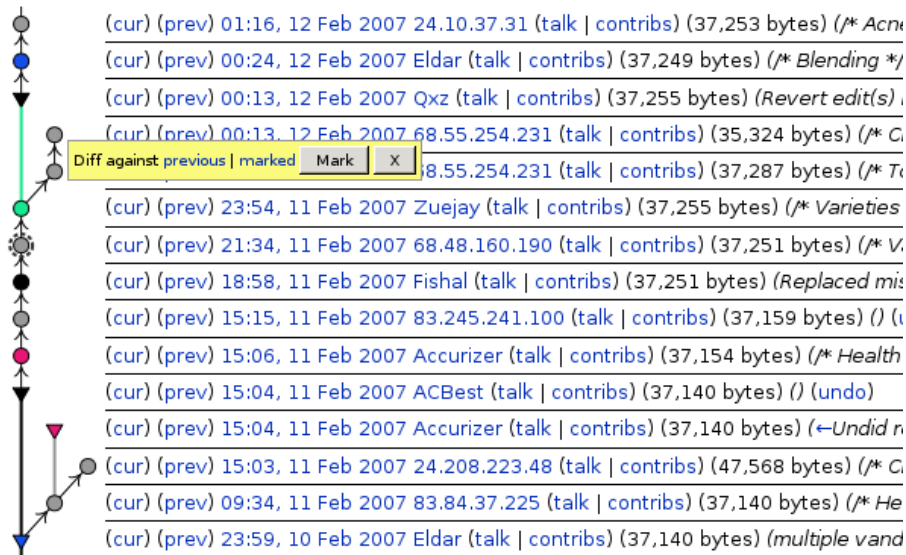 (cur) (prev) 01:16, 12 Feb 2007 24.10.37.31 (talk | contribs) (37,253 bytes) (/* Acne
(cur) (prev) 00:24, 12 Feb 2007 Eldar (talk | contribs) (37,249 bytes) (/* Blending */
(cur) (prev) 00:13, 12 Feb 2007 Qxz (talk | contribs) (37,255 bytes) (Revert edit(s)
(cur) (prev) 00:13, 12 Feb 2007 68.55.254.231 (talk | contribs) (35,324 bytes) (/*
Diff against previous | marked Mark X
68.55.254.231 (talk | contribs) (37,287 bytes) (/* To
(cur) (prev) 23:54, 11 Feb 2007 Zuejay (talk | contribs) (37,255 bytes) (/* Varieties
(cur) (prev) 21:34, 11 Feb 2007 68.48.160.190 (talk | contribs) (37,251 bytes) (/* Va
(cur) (prev) 18:58, 11 Feb 2007 Fishal (talk | contribs) (37,251 bytes) (Replaced mis
(cur) (prev) 15:15, 11 Feb 2007 83.245.241.100 (talk | contribs) (37,159 bytes) () (u
(cur) (prev) 15:06, 11 Feb 2007 Accurizer (talk | contribs) (37,154 bytes) (/* Health
(cur) (prev) 15:04, 11 Feb 2007 ACBest (talk | contribs) (37,140 bytes) () (undo)
(cur) (prev) 15:04, 11 Feb 2007 Accurizer (talk | contribs) (37,140 bytes) (←Undid re
(cur) (prev) 15:03, 11 Feb 2007 24.208.223.48 (talk | contribs) (47,568 bytes) (/*
(cur) (prev) 09:34, 11 Feb 2007 83.84.37.225 (talk | contribs) (37,140 bytes) (/* He
(cur) (prev) 23:59, 10 Feb 2007 Eldar (talk | contribs) (37,140 bytes) (multiple vand